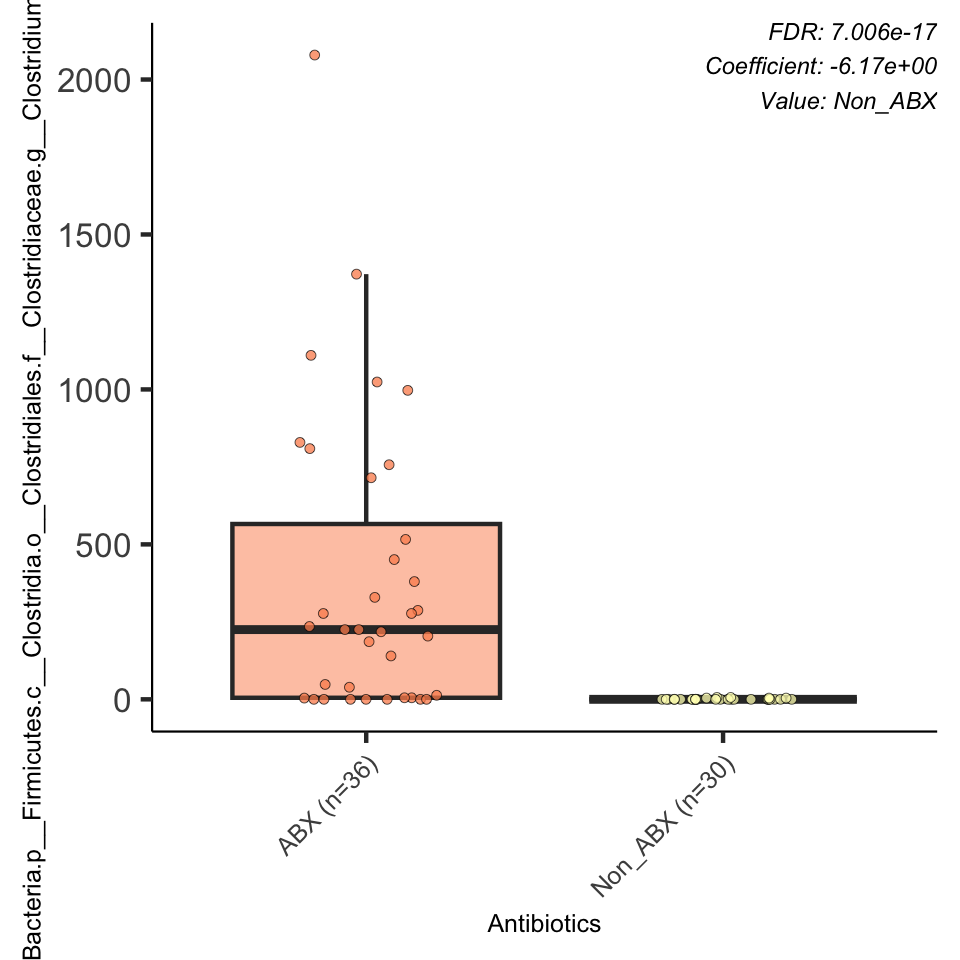 FDR: 7.006e-17
Coefficient: -6.17e+00
Value: Non_ABX
Bacteria.p__Firmicutes.c__Clostridia.o__Clostridiales.f__Clostridiaceae.g__Clostridium
2000
1500
1000
500
0
ABX (n=36)
Non_ABX (n=30)
Antibiotics